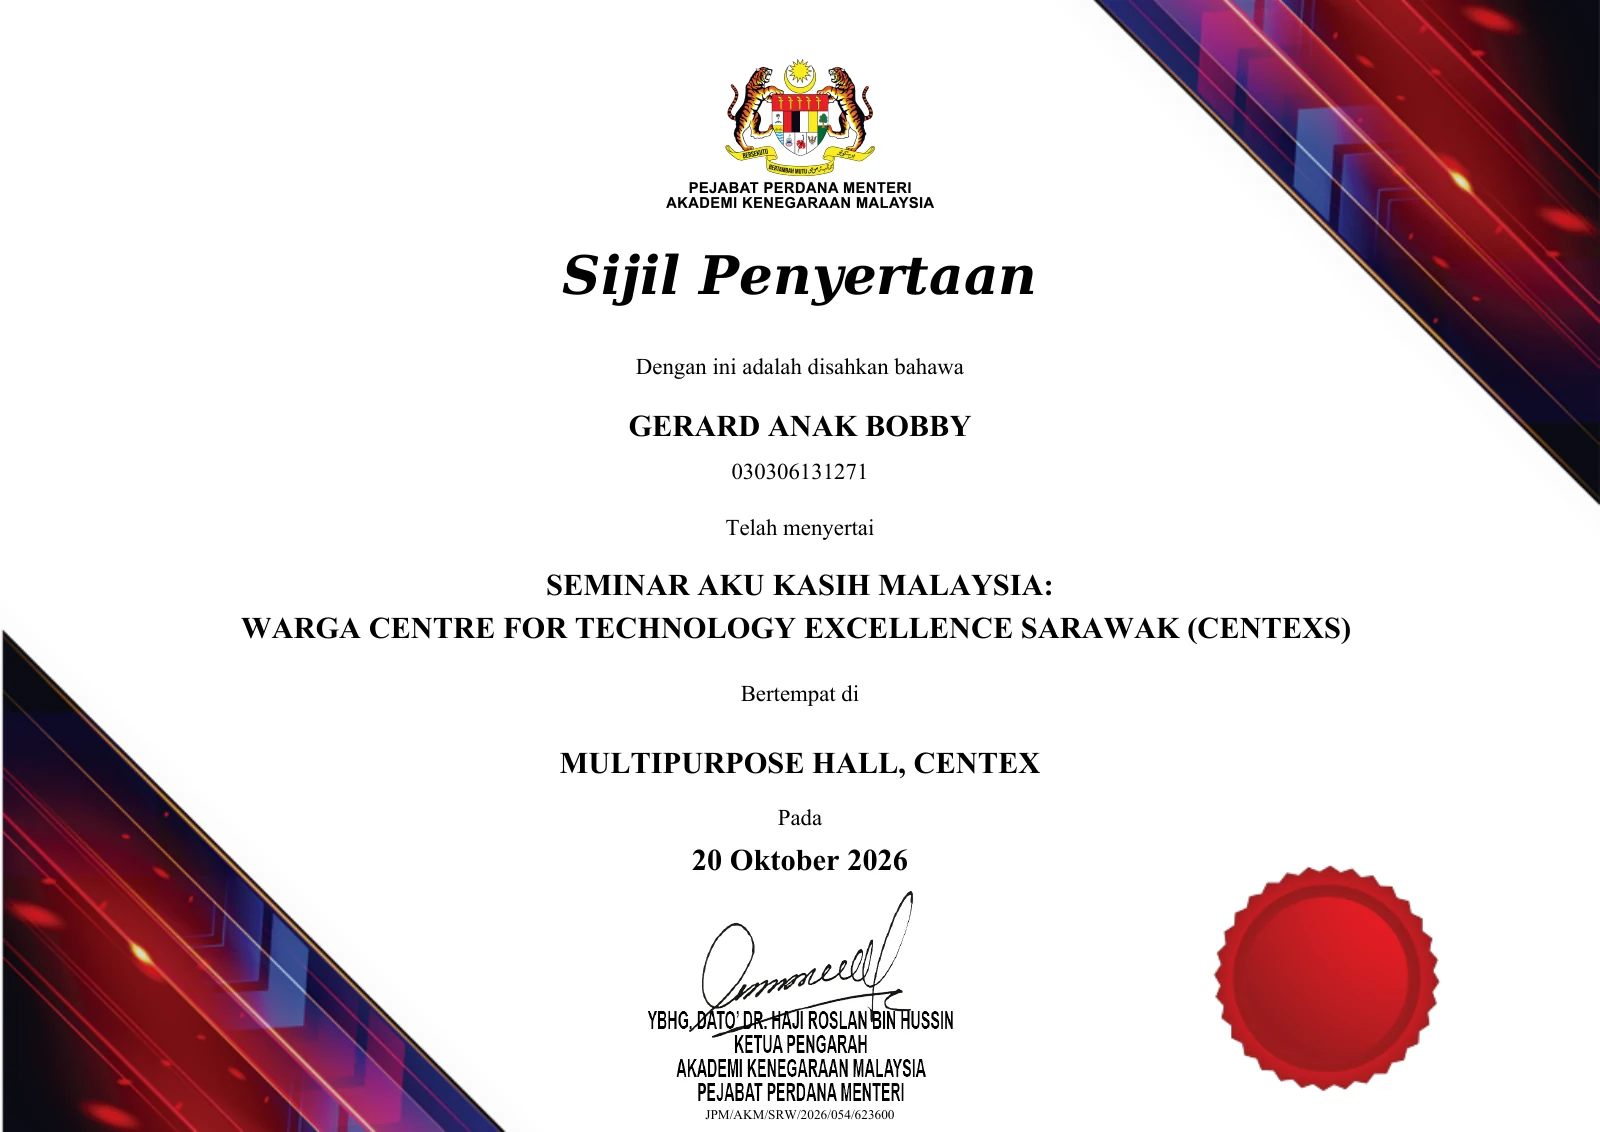 BERSEKUTU
BERTAMBAH MUTU
PEJABAT PERDANA MENTERI
AKADEMI KENEGARAAN MALAYSIA
Sijil Penyertaan
Dengan ini adalah disahkan bahawa
GERARD ANAK BOBBY
030306131271
Telah menyertai
SEMINAR AKU KASIH MALAYSIA:
WARGA CENTRE FOR TECHNOLOGY EXCELLENCE SARAWAK (CENTEXS)
Bertempat di
MULTIPURPOSE HALL, CENTEX
Pada
20 Oktober 2026
YBHG. DATO' DR. HAJI ROSLAN BIN HUSSIN
KETUA PENGARAH
AKADEMI KENEGARAAN MALAYSIA
PEJABAT PERDANA MENTERI
JPM/AKM/SRW/2026/054/623600